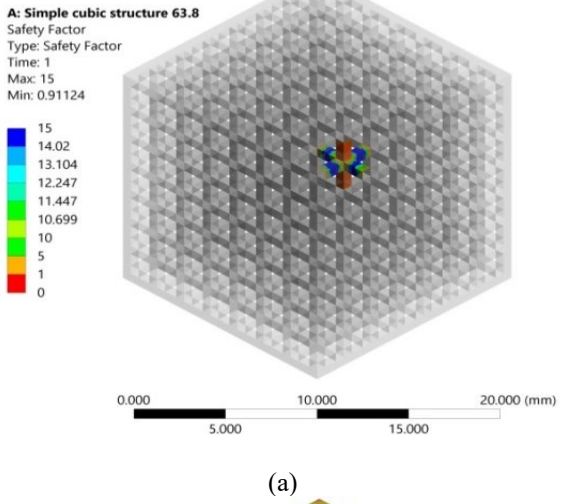 A: Simple cubic structure 63.8
Safety Factor
Type: Safety Factor
Time: 1
Max: 15
Min: 0.91124
15
14.02
13.104
12.247
11.447
10.699
10
5
1
0
0.000 10.000 20.000 (mm)
5.000 15.000
(a)